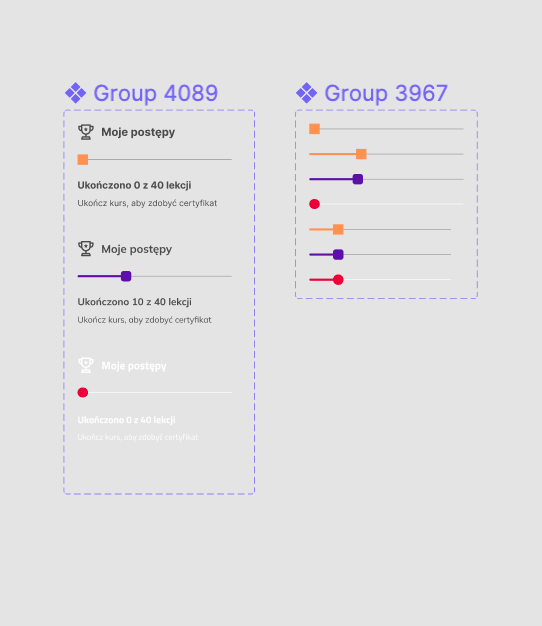 Group 4089
Moje postępy
Ukończono 0 z 40 lekcji
Ukończ kurs, aby zdobyć certyfikat
Moje postępy
Ukończono 10 z 40 lekcji
Ukończ kurs, aby zdobyć certyfikat
Moje postępy
Ukończono 0 z 40 lekcji
Ukończ kurs, aby zdobyć certyfikat
Group 3967